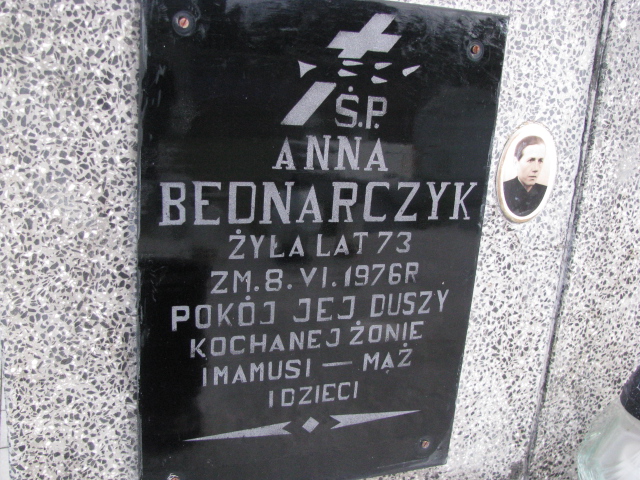 Ś.P.
ANNA
BEDNARCZYK
ŻYŁA LAT 73
ZM. 8. VI. 1976R
POKÓJ JEJ DUSZY
KOCHANEJ ŻONIE
I MAMUSI — MĄŻ
I DZIECI